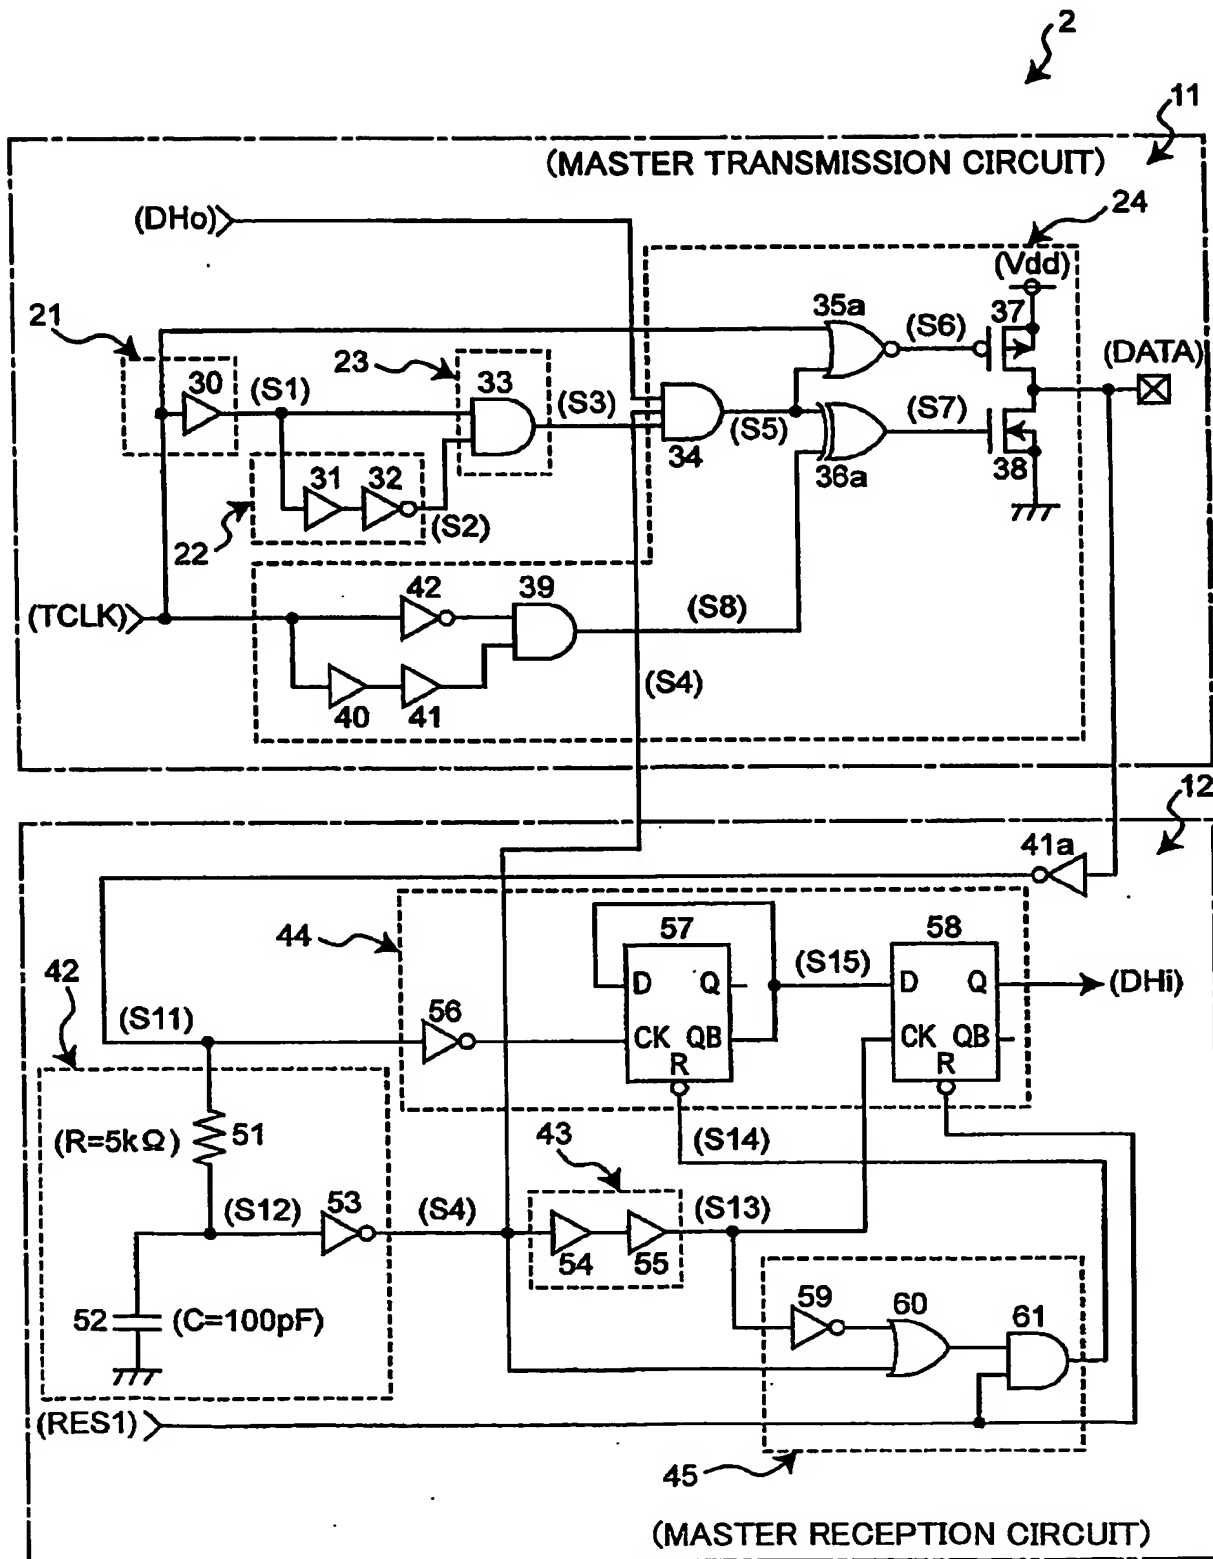 2
11
(MASTER TRANSMISSION CIRCUIT)
(DHo)
24
(Vdd)
21
35a
37
(S6)
(DATA)
30
(S1)
23
33
(S3)
(S7)
34
(S5)
36a
38
31
32
(S2)
22
42
39
(TCLK)
(S8)
(S4)
40
41
12
41a
44
57
58
42
(S15)
D
Q
D
Q
(DHi)
(S11)
56
CK
QB
CK
QB
R
R
(R=5kΩ)
51
43
(S14)
(S12)
53
(S4)
(S13)
54
55
52
(C=100pF)
59
60
61
(RES1)
45
(MASTER RECEPTION CIRCUIT)